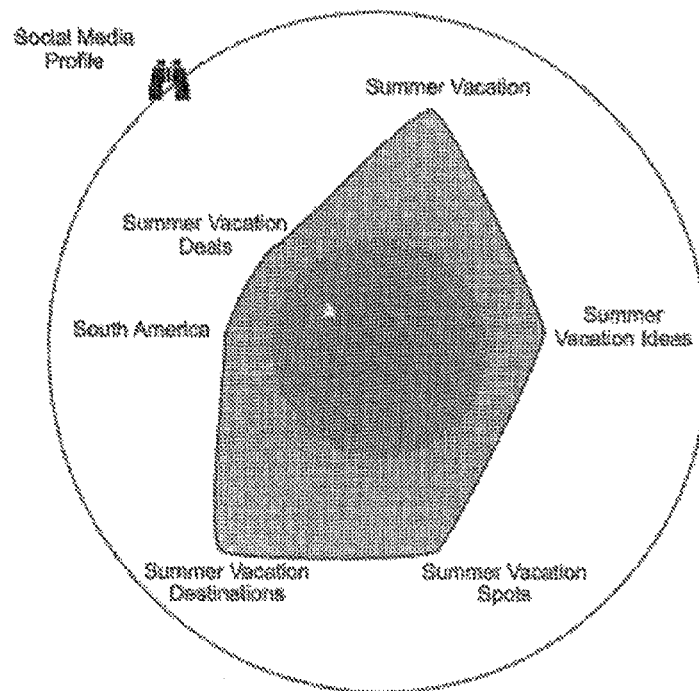 Social Media
Profile
Summer Vacation
Summer Vacation
Deals
South America
Summer
Vacation Ideas
Summer Vacation
Destinations
Summer Vacation
Spots